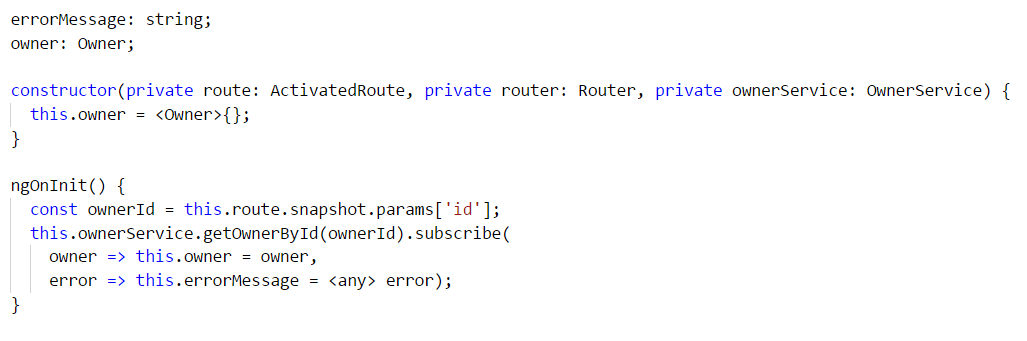 errorMessage: string;
owner: Owner;
constructor(private route: ActivatedRoute, private router: Router, private ownerService: OwnerService) {
this.owner = <Owner>{};
}
ngOnInit() {
const ownerId = this.route.snapshot.params['id'];
this.ownerService.getOwnerById(ownerId).subscribe(
owner => this.owner = owner,
error => this.errorMessage = <any> error);
}